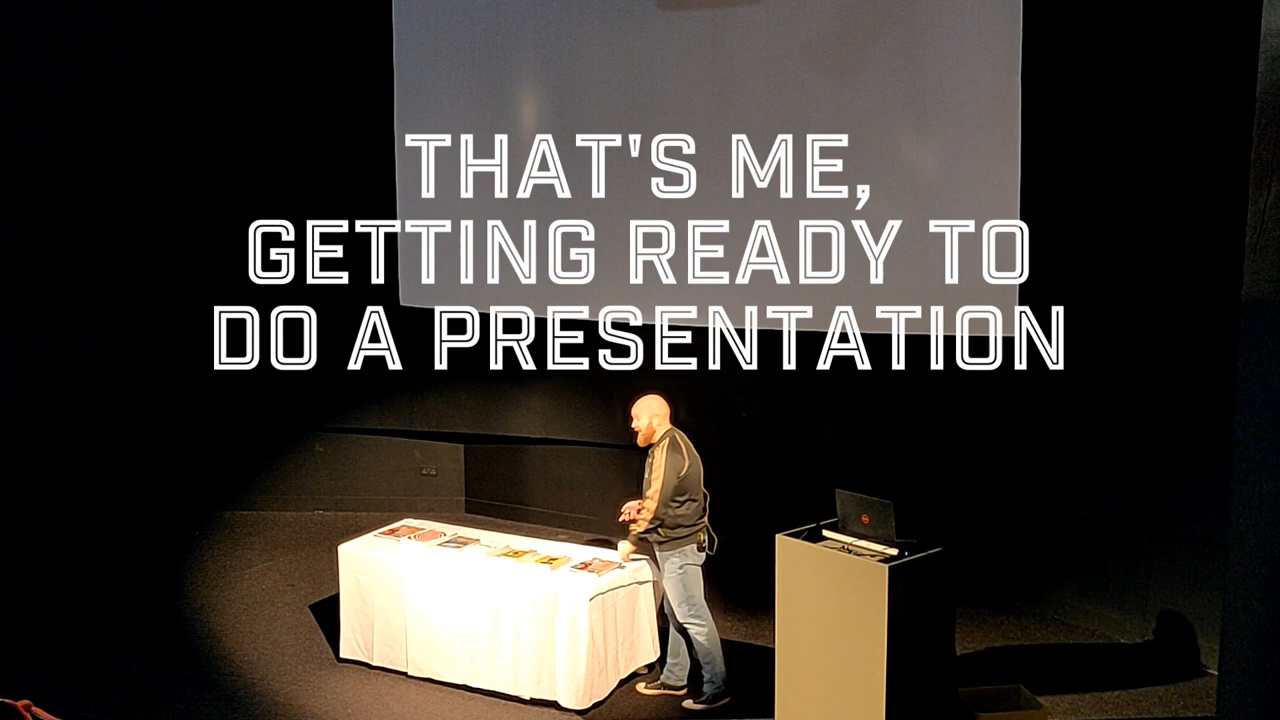 THAT'S ME,
GETTING READY TO
DO A PRESENTATION